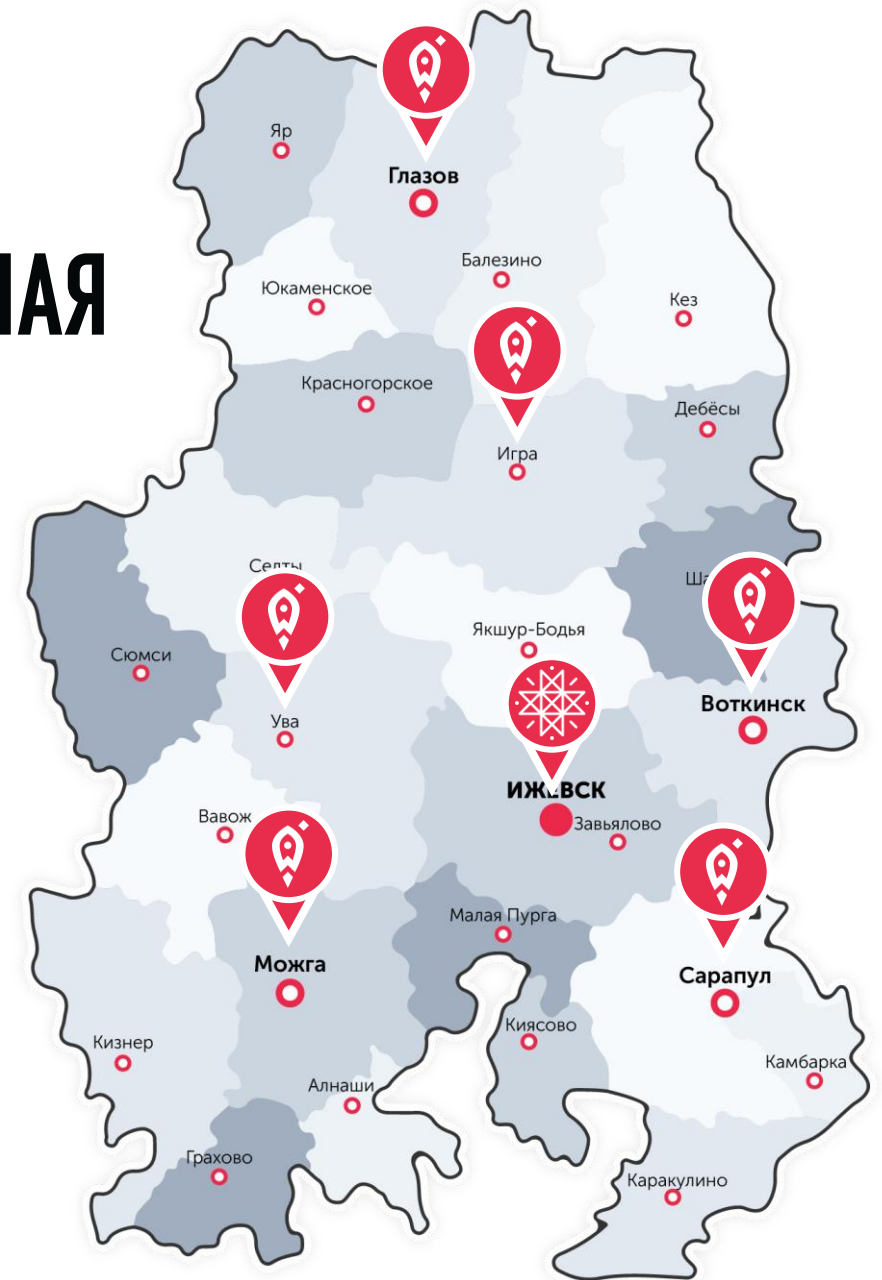 Яр
Глазов
НАЯ
Балезино
Юкаменское
Кез
Красногорское
Дебёсы
Игра
Селты
Ша
Якшур-Бодья
Сюмси
Воткинск
Ува
ИЖЕВСК
Вавож
Завьялово
Малая Пурга
Можга
Сарапул
Киясово
Кизнер
Камбарка
Алнаши
Грахово
Каракулино